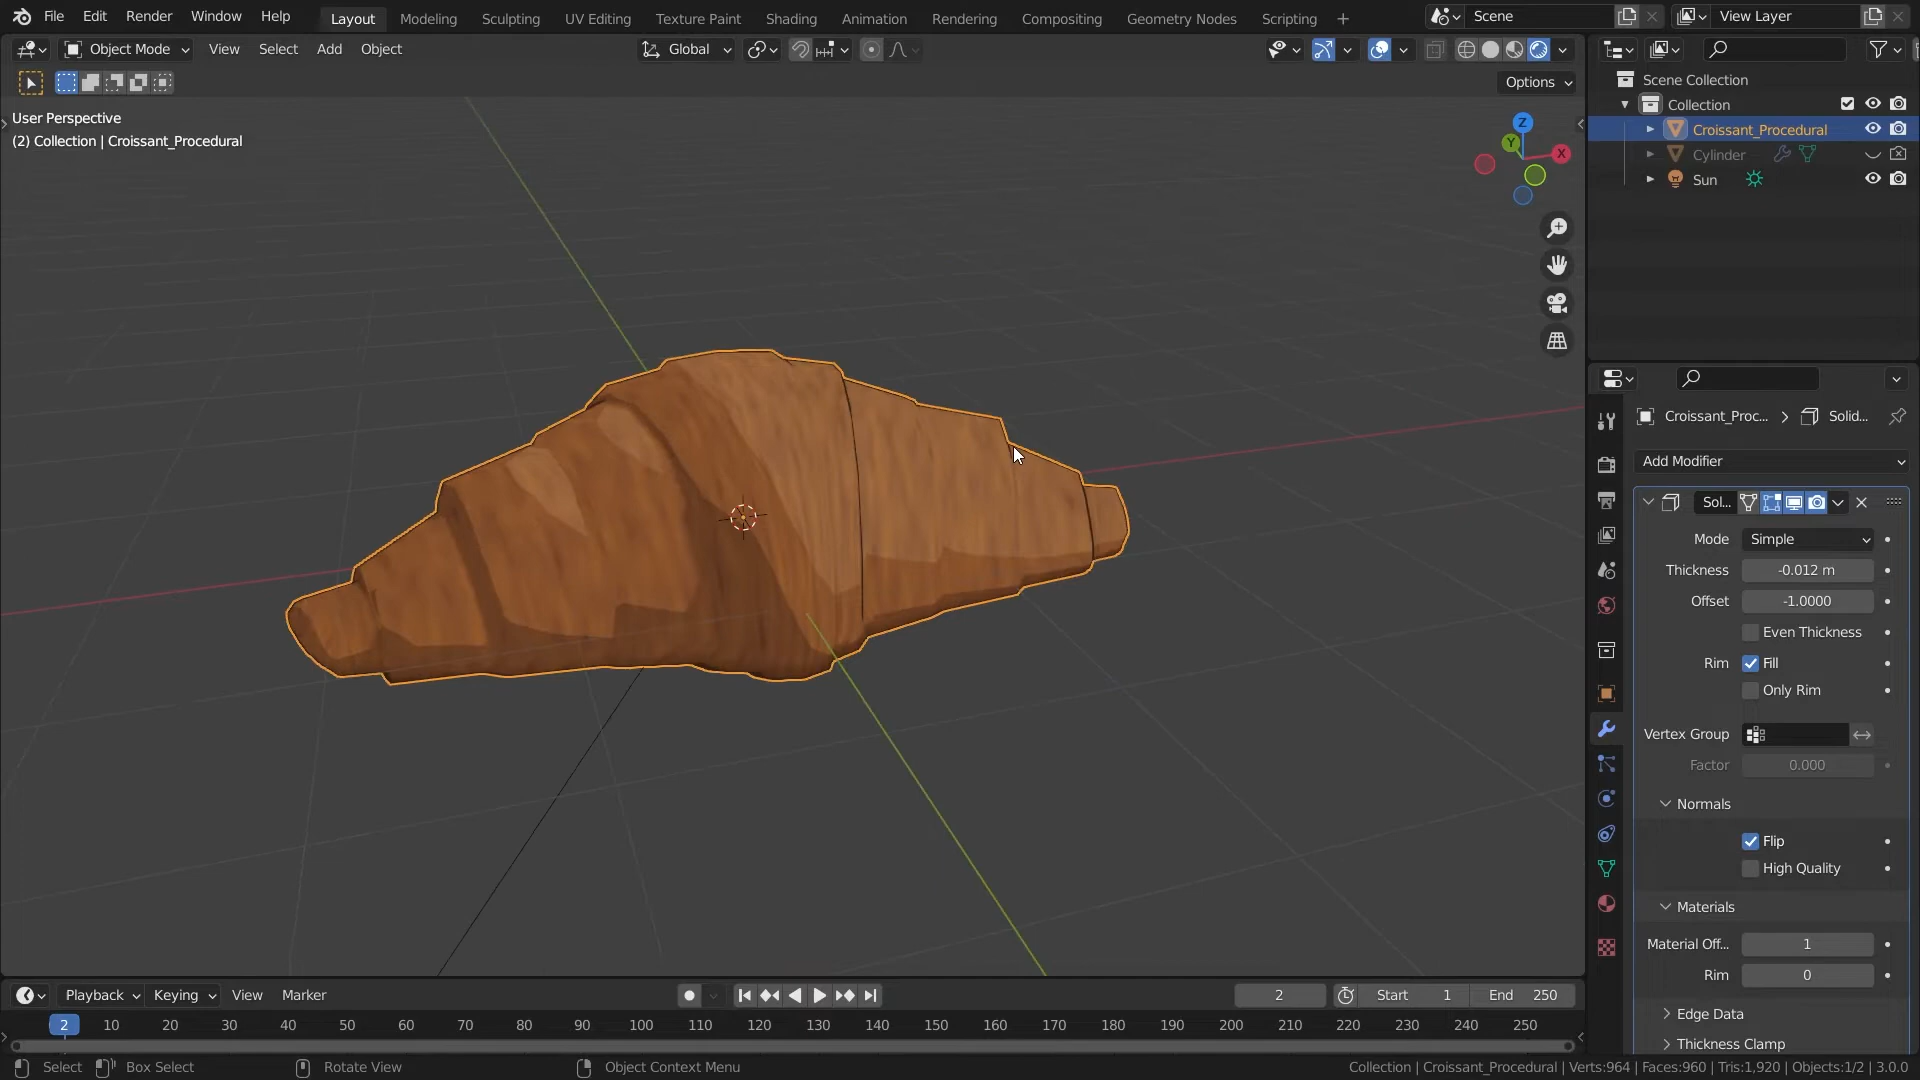 File Edit Render Window Help Layout Modeling Sculpting UV Editing Texture Paint Shading Animation Rendering Compositing Geometry Nodes Scripting + Scene View Layer
Object Mode View Select Add Object Global
Options
User Perspective
(2) Collection | Croissant_Procedural
Z
Y
X
Scene Collection
Collection
Croissant_Procedural
Cylinder
Sun
Croissant_Proc... > Solid...
Add Modifier
Sol...
Mode Simple
Thickness -0.012 m
Offset -1.0000
Even Thickness
Rim Fill
Only Rim
Vertex Group
Factor 0.000
Normals
Flip
High Quality
Materials
Material Off... 1
Rim 0
Edge Data
Thickness Clamp
Playback Keying View Marker 2 Start 1 End 250
2 10 20 30 40 50 60 70 80 90 100 110 120 130 140 150 160 170 180 190 200 210 220 230 240 250
Select Box Select Rotate View Object Context Menu Collection | Croissant_Procedural | Verts:964 | Faces:960 | Tris:1,920 | Objects:1/2 | 3.0.0